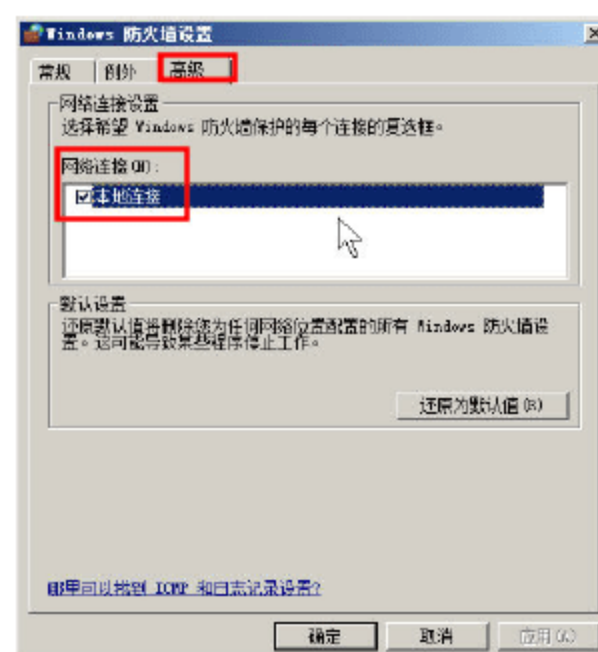 Windows 防火墙设置
常规 例外 高级
网络连接设置
选择希望 Windows 防火墙保护的每个连接的复选框。
网络连接(N):
本地连接
默认设置
还原默认值将删除您为任何网络位置配置的所有 Windows 防火墙设
置。这可能导致某些程序停止工作。
还原为默认值(R)
哪里可以找到 ICMP 和日志记录设置?
确定 取消 应用(A)